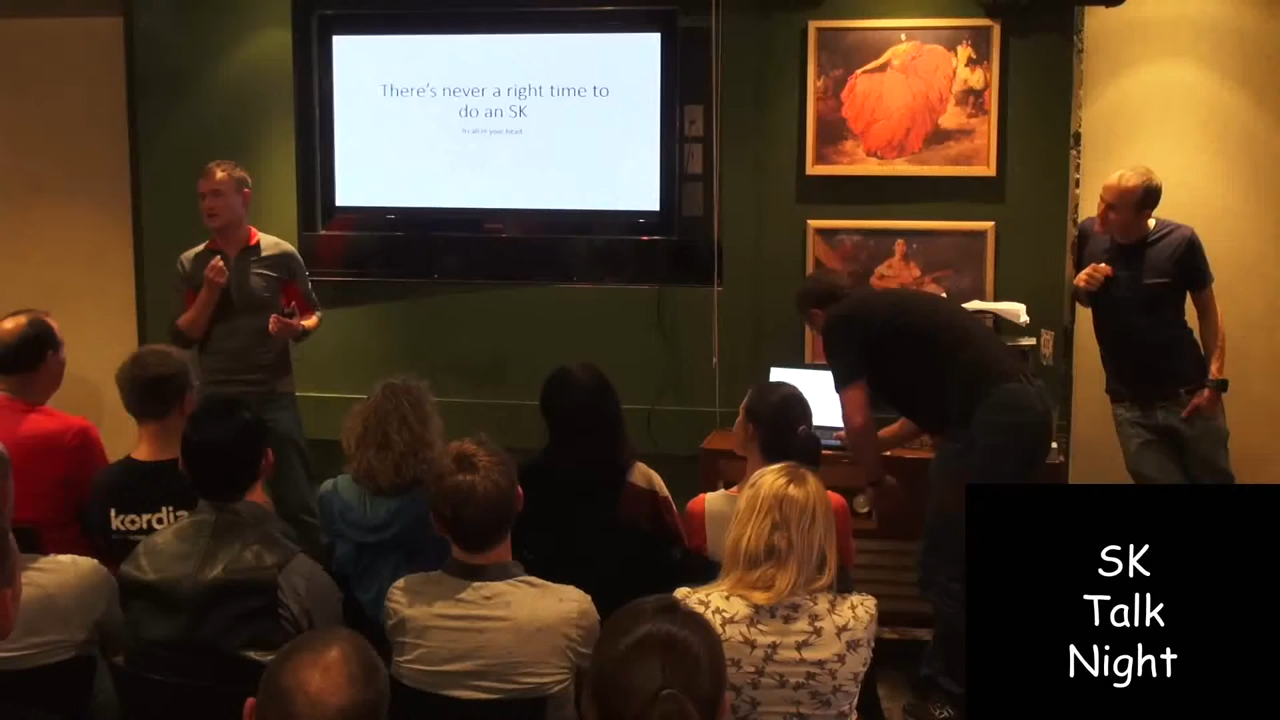 There's never a right time to
do an SK
It's all in your head
kordia
SK
Talk
Night